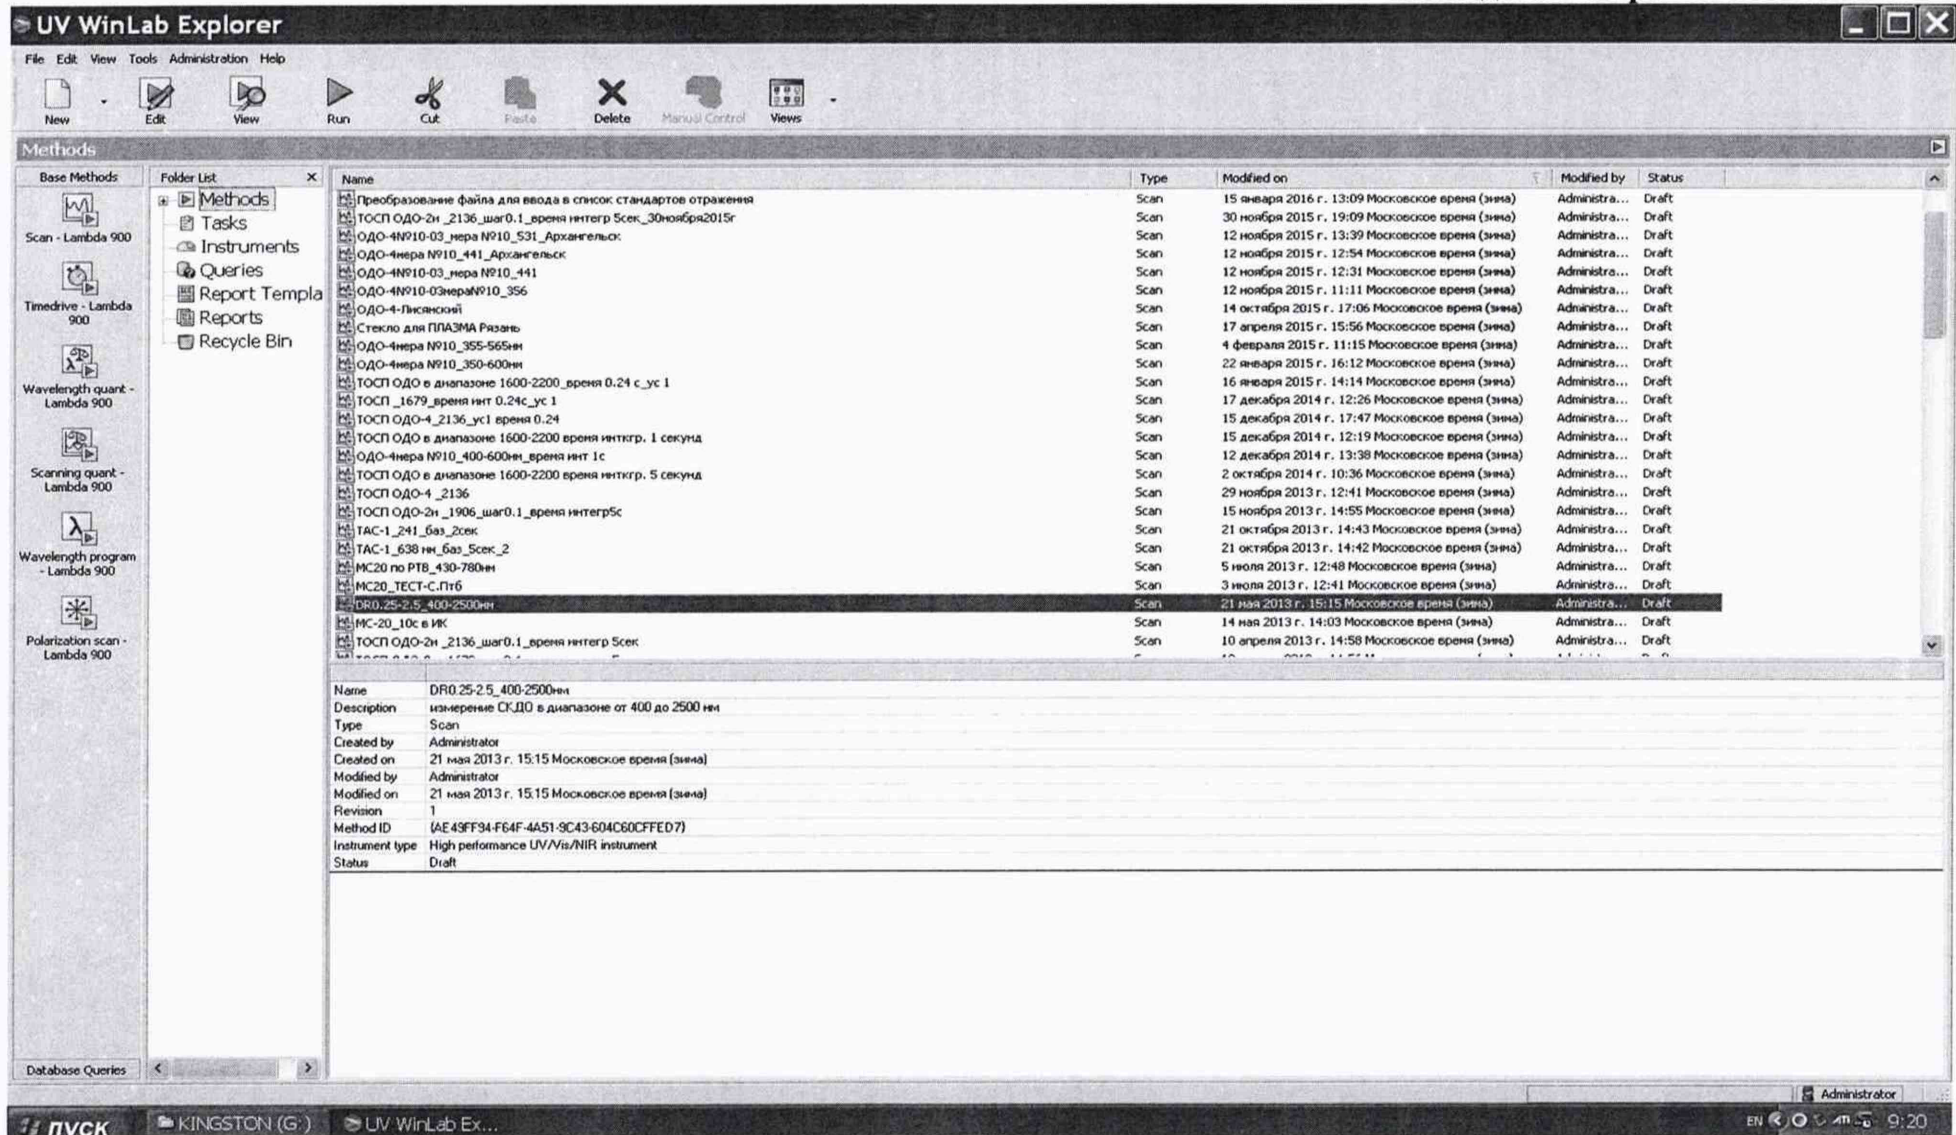 UV WinLab Explorer
File Edit View Tools Administration Help
New Edit View Run Cut Paste Delete Manual Control Views
Methods
Base Methods
Scan - Lambda 900
Timedrive - Lambda
900
Wavelength quant -
Lambda 900
Scanning quant -
Lambda 900
Wavelength program
- Lambda 900
Polarization scan -
Lambda 900
Database Queries
Folder List
Methods
Tasks
Instruments
Queries
Report Templa
Reports
Recycle Bin
Name Type Modified on Modified by Status
Преобразование файла для ввода в список стандартов отражения Scan 15 января 2016 г. 13:09 Московское время (зима) Administra... Draft
ТОСП ОДО-2н _2136_шаг0.1_время интегр 5сек_30ноября2015г Scan 30 ноября 2015 г. 19:09 Московское время (зима) Administra... Draft
ОДО-4№10-03_мера №10_531_Архангельск Scan 12 ноября 2015 г. 13:39 Московское время (зима) Administra... Draft
ОДО-4мера №10_441_Архангельск Scan 12 ноября 2015 г. 12:54 Московское время (зима) Administra... Draft
ОДО-4№10-03_мера №10_441 Scan 12 ноября 2015 г. 12:31 Московское время (зима) Administra... Draft
ОДО-4№10-03мера№10_356 Scan 12 ноября 2015 г. 11:11 Московское время (зима) Administra... Draft
ОДО-4-Лисянский Scan 14 октября 2015 г. 17:06 Московское время (зима) Administra... Draft
Стекло для ПЛАЗМА Рязань Scan 17 апреля 2015 г. 15:56 Московское время (зима) Administra... Draft
ОДО-4мера №10_355-565нм Scan 4 февраля 2015 г. 11:15 Московское время (зима) Administra... Draft
ОДО-4мера №10_350-600нм Scan 22 января 2015 г. 16:12 Московское время (зима) Administra... Draft
ТОСП ОДО в диапазоне 1600-2200_время 0.24 с_ус 1 Scan 16 января 2015 г. 14:14 Московское время (зима) Administra... Draft
ТОСП _1679_время инт 0.24с_ус 1 Scan 17 декабря 2014 г. 12:26 Московское время (зима) Administra... Draft
ТОСП ОДО-4_2136_ус1 время 0.24 Scan 15 декабря 2014 г. 17:47 Московское время (зима) Administra... Draft
ТОСП ОДО в диапазоне 1600-2200 время инткгр. 1 секунд Scan 15 декабря 2014 г. 12:19 Московское время (зима) Administra... Draft
ОДО-4мера №10_400-600нм_время инт 1с Scan 12 декабря 2014 г. 13:38 Московское время (зима) Administra... Draft
ТОСП ОДО в диапазоне 1600-2200 время инткгр. 5 секунд Scan 2 октября 2014 г. 10:36 Московское время (зима) Administra... Draft
ТОСП ОДО-4 _2136 Scan 29 ноября 2013 г. 12:41 Московское время (зима) Administra... Draft
ТОСП ОДО-2н _1906_шаг0.1_время интегр5с Scan 15 ноября 2013 г. 14:55 Московское время (зима) Administra... Draft
ТАС-1_241_баз_2сек Scan 21 октября 2013 г. 14:43 Московское время (зима) Administra... Draft
ТАС-1_638 нм_баз_5сек_2 Scan 21 октября 2013 г. 14:42 Московское время (зима) Administra... Draft
МС20 по РТВ_430-780нм Scan 5 июля 2013 г. 12:48 Московское время (зима) Administra... Draft
МС20_ТЕСТ-С.Птб Scan 3 июля 2013 г. 12:41 Московское время (зима) Administra... Draft
DR0.25-2.5_400-2500нм Scan 21 мая 2013 г. 15:15 Московское время (зима) Administra... Draft
МС-20_10с в ИК Scan 14 мая 2013 г. 14:03 Московское время (зима) Administra... Draft
ТОСП ОДО-2н _2136_шаг0.1_время интегр 5сек Scan 10 апреля 2013 г. 14:58 Московское время (зима) Administra... Draft
Name DR0.25-2.5_400-2500нм
Description измерение СКДО в диапазоне от 400 до 2500 нм
Type Scan
Created by Administrator
Created on 21 мая 2013 г. 15:15 Московское время (зима)
Modified by Administrator
Modified on 21 мая 2013 г. 15:15 Московское время (зима)
Revision 1
Method ID {AE49FF94-F64F-4A51-9C43-604C60CFFED7}
Instrument type High performance UV/Vis/NIR instrument
Status Draft
Administrator
пуск KINGSTON (G:) UV WinLab Ex... EN 9:20